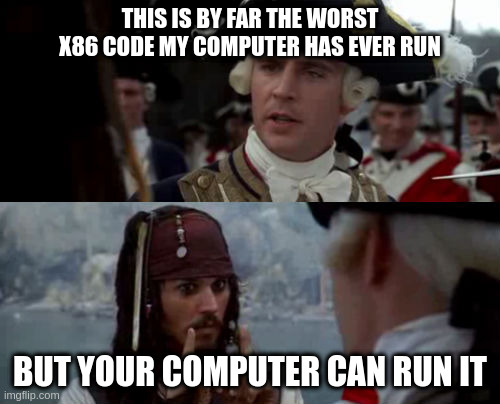 THIS IS BY FAR THE WORST
X86 CODE MY COMPUTER HAS EVER RUN
BUT YOUR COMPUTER CAN RUN IT
imgflip.com